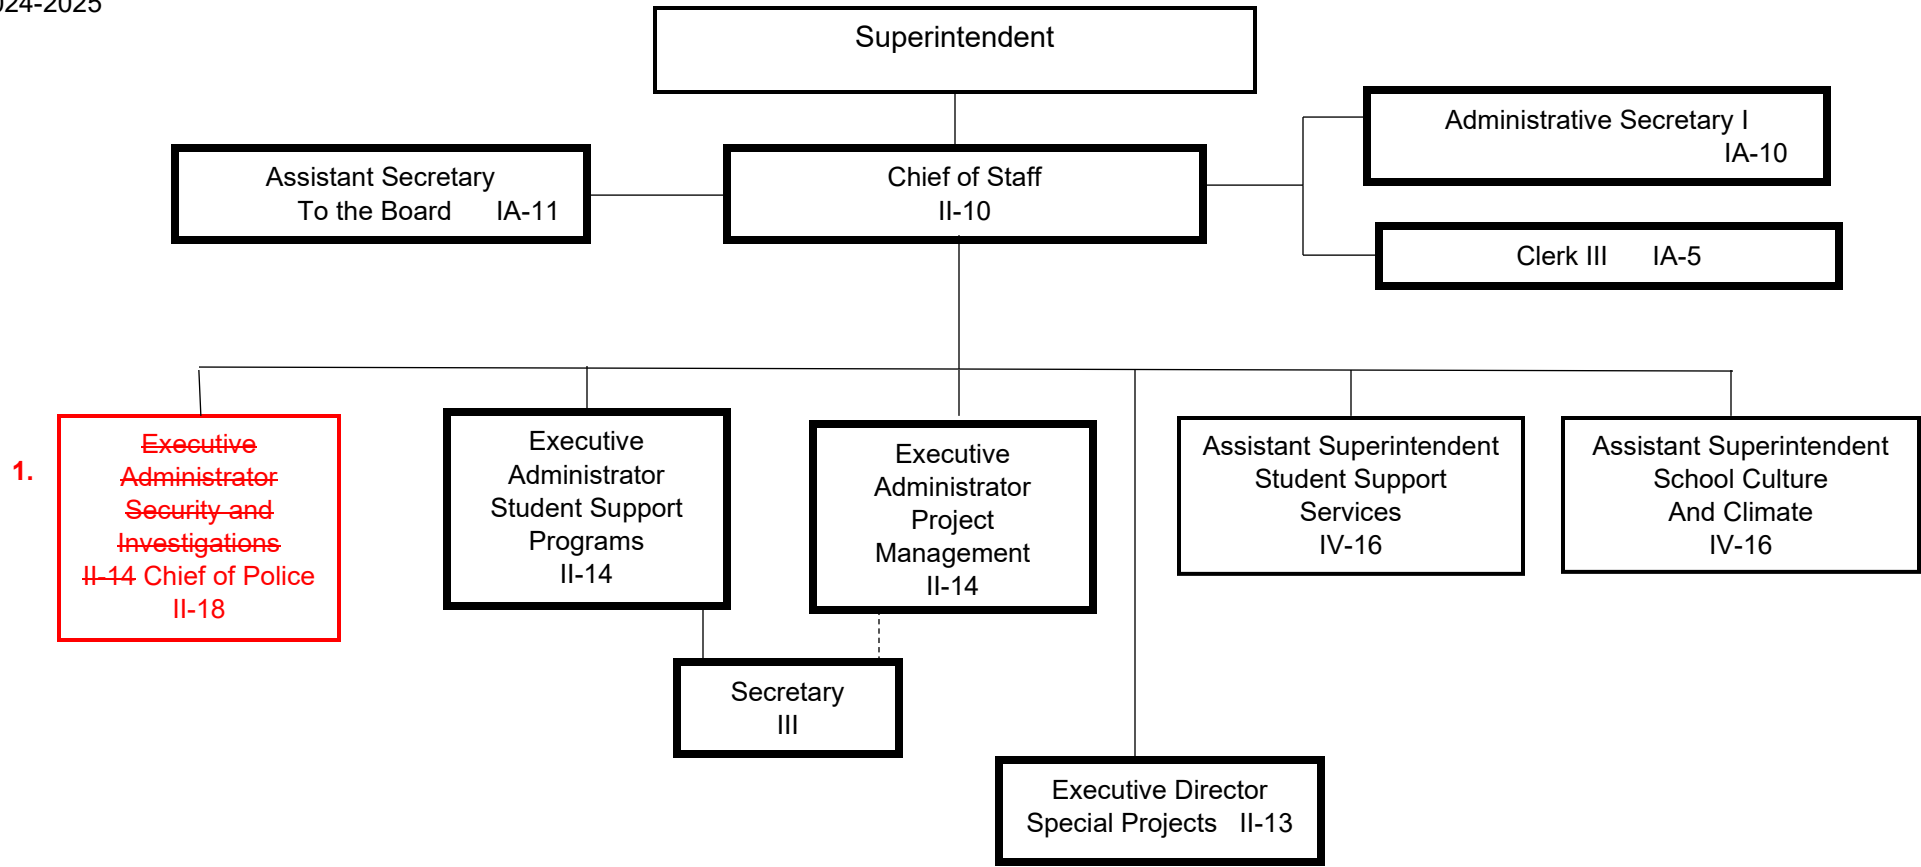 024-2025
Superintendent
Administrative Secretary I
IA-10
Assistant Secretary
To the Board IA-11
Chief of Staff
II-10
Clerk III IA-5
1.
Executive
Administrator
Security and
Investigations
II-14 Chief of Police
II-18
Executive
Administrator
Student Support
Programs
II-14
Executive
Administrator
Project
Management
II-14
Assistant Superintendent
Student Support
Services
IV-16
Assistant Superintendent
School Culture
And Climate
IV-16
Secretary
III
Executive Director
Special Projects II-13